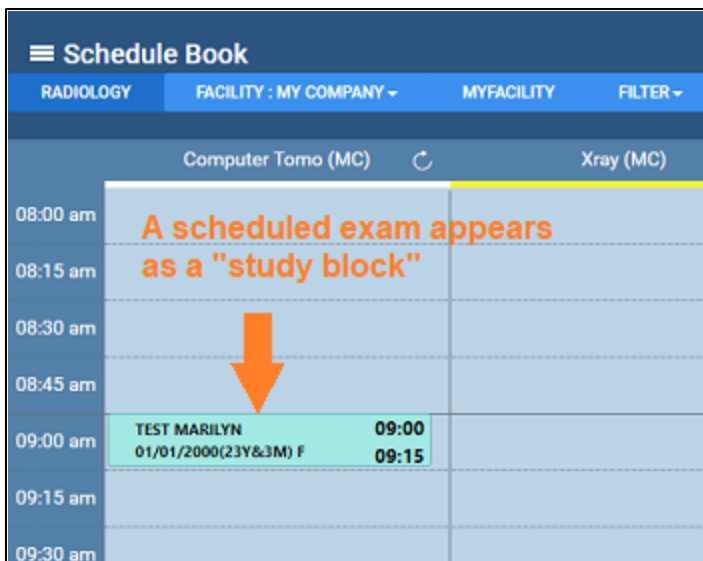 Schedule Book
RADIOLOGY FACILITY : MY COMPANY MYFACILITY FILTER
Computer Tomo (MC) Xray (MC)
08:00 am
A scheduled exam appears
as a "study block"
08:15 am
08:30 am
08:45 am
09:00 am
TEST MARILYN 09:00
01/01/2000(23Y&3M) F 09:15
09:15 am
09:30 am